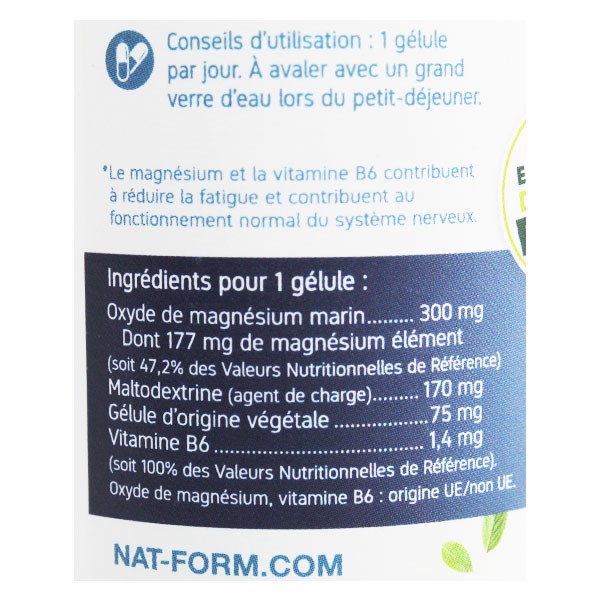 Conseils d'utilisation : 1 gélule
par jour. À avaler avec un grand
verre d'eau lors du petit-déjeuner.
*Le magnésium et la vitamine B6 contribuent
à réduire la fatigue et contribuent au
fonctionnement normal du système nerveux.
Ingrédients pour 1 gélule :
Oxyde de magnésium marin......... 300 mg
Dont 177 mg de magnésium élément
(soit 47,2% des Valeurs Nutritionnelles de Référence)
Maltodextrine (agent de charge)........ 170 mg
Gélule d'origine végétale................. 75 mg
Vitamine B6.................................... 1,4 mg
(soit 100% des Valeurs Nutritionnelles de Référence).
Oxyde de magnésium, vitamine B6 : origine UE/non UE.
NAT-FORM.COM